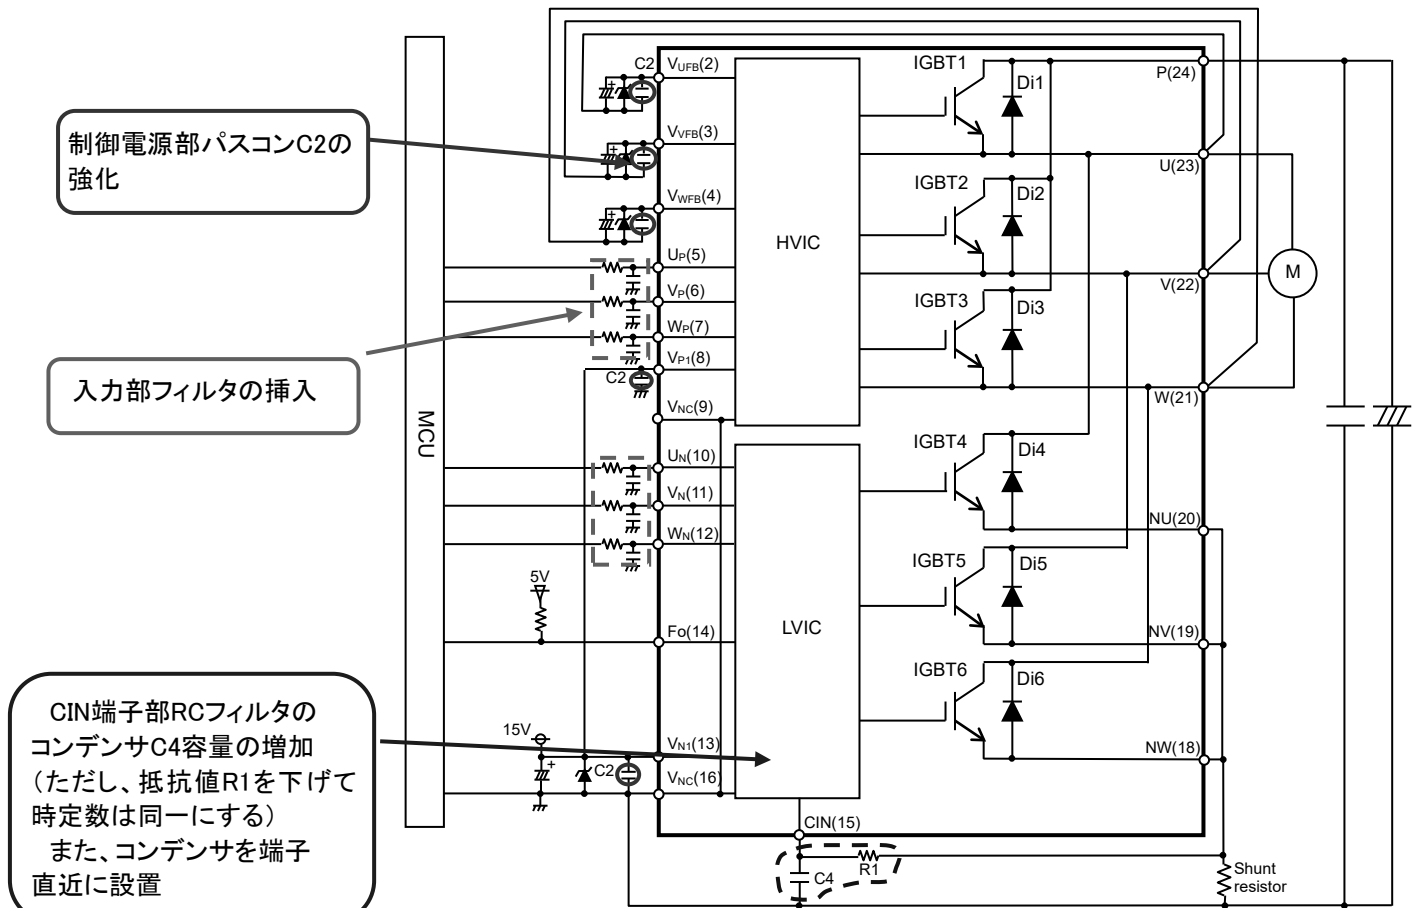 制御電源部パスコンC2の
強化
入力部フィルタの挿入
CIN端子部RCフィルタの
コンデンサC4容量の増加
(ただし、抵抗値R1を下げて
時定数は同一にする)
また、コンデンサを端子
直近に設置
MCU
C2
VUFB(2)
+
VVFB(3)
+
VWFB(4)
+
UP(5)
VP(6)
WP(7)
VP1(8)
C2
VNC(9)
UN(10)
VN(11)
WN(12)
5V
Fo(14)
15V
VN1(13)
+
C2
VNC(16)
HVIC
LVIC
CIN(15)
C4
R1
IGBT1
Di1
IGBT2
Di2
IGBT3
Di3
IGBT4
Di4
IGBT5
Di5
IGBT6
Di6
P(24)
U(23)
V(22)
W(21)
NU(20)
NV(19)
NW(18)
M
Shunt
resistor